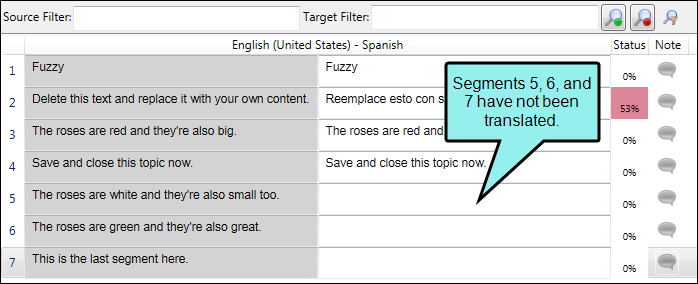 Source Filter: Target Filter:
English (United States) - Spanish Status Note
1 Fuzzy Fuzzy 0%
2 Delete this text and replace it with your own content. Reemplace esto con s 53%
3 The roses are red and they're also big. The roses are red and 0%
4 Save and close this topic now. Save and close this topic now. 0%
5 The roses are white and they're also small too. 0%
6 The roses are green and they're also great. 0%
7 This is the last segment here. 0%
Segments 5, 6, and
7 have not been
translated.